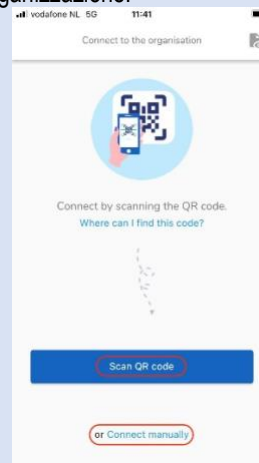 vodafone NL 5G 11:41
Connect to the organisation
Connect by scanning the QR code.
Where can I find this code?
Scan QR code
or Connect manually